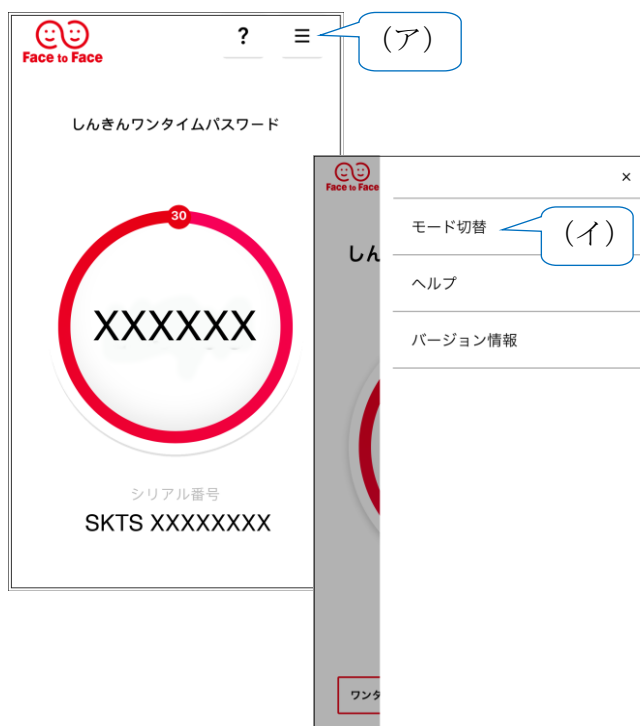 Face to Face
? ☰
(ア)
しんきんワンタイムパスワード
30
XXXXXX
シリアル番号
SKTS XXXXXXXX
Face to Face
×
モード切替
(イ)
しん
ヘルプ
バージョン情報
ワンタ